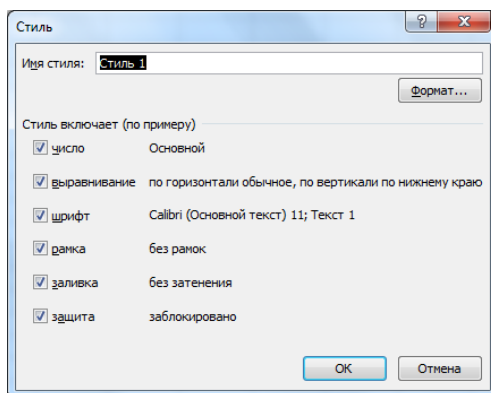 Стиль
Имя стиля: Стиль 1
Формат...
Стиль включает (по примеру)
число Основной
выравнивание по горизонтали обычное, по вертикали по нижнему краю
шрифт Calibri (Основной текст) 11; Текст 1
рамка без рамок
заливка без затенения
защита заблокировано
ОК Отмена